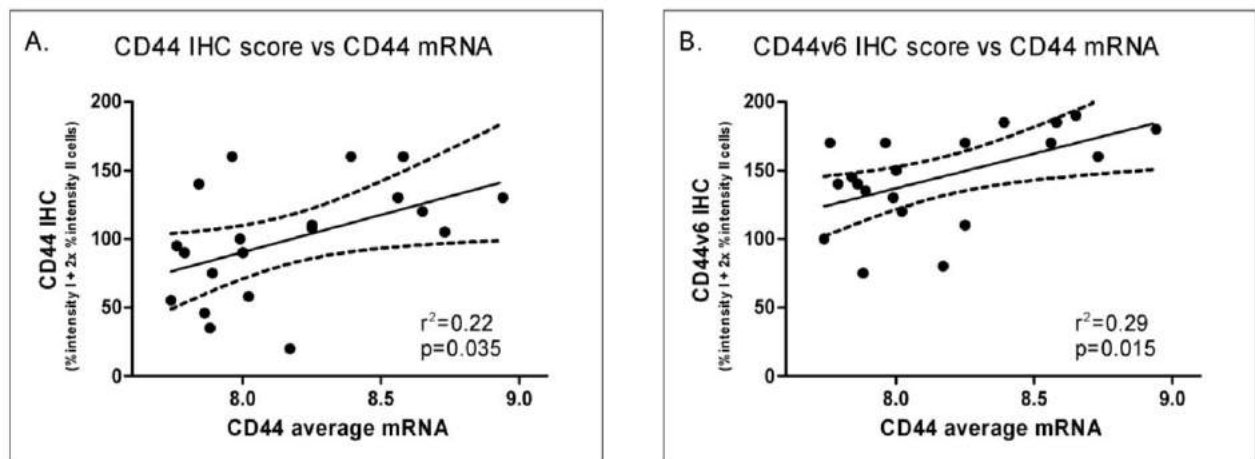 A.
CD44 IHC score vs CD44 mRNA
CD44 IHC
(% intensity I + 2x % intensity II cells)
200
150
100
50
0
r²=0.22
p=0.035
8.0
8.5
9.0
CD44 average mRNA
B.
CD44v6 IHC score vs CD44 mRNA
CD44v6 IHC
(% intensity I + 2x % intensity II cells)
200
150
100
50
0
r²=0.29
p=0.015
8.0
8.5
9.0
CD44 average mRNA